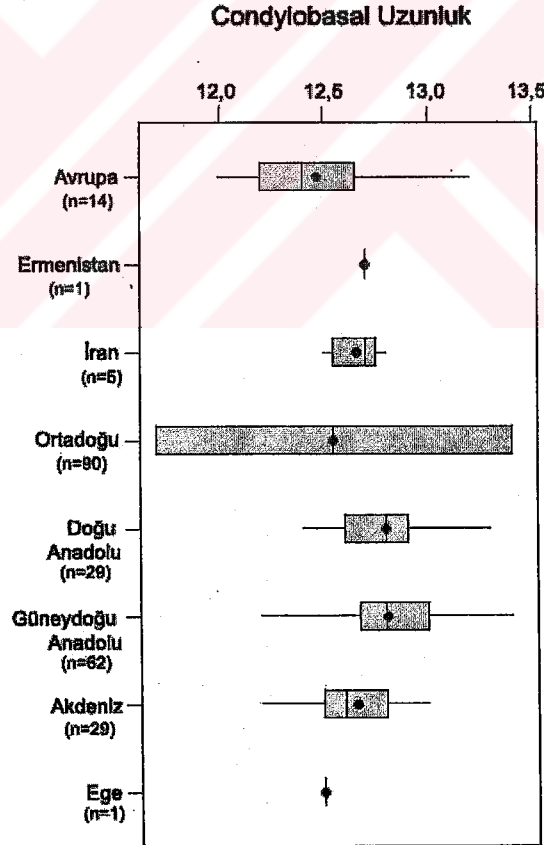 Condylobasal Uzunluk
12,0 12,5 13,0 13,5
Avrupa
(n=14)
Ermenistan
(n=1)
İran
(n=5)
Ortadoğu
(n=90)
Doğu
Anadolu
(n=29)
Güneydoğu
Anadolu
(n=62)
Akdeniz
(n=29)
Ege
(n=1)